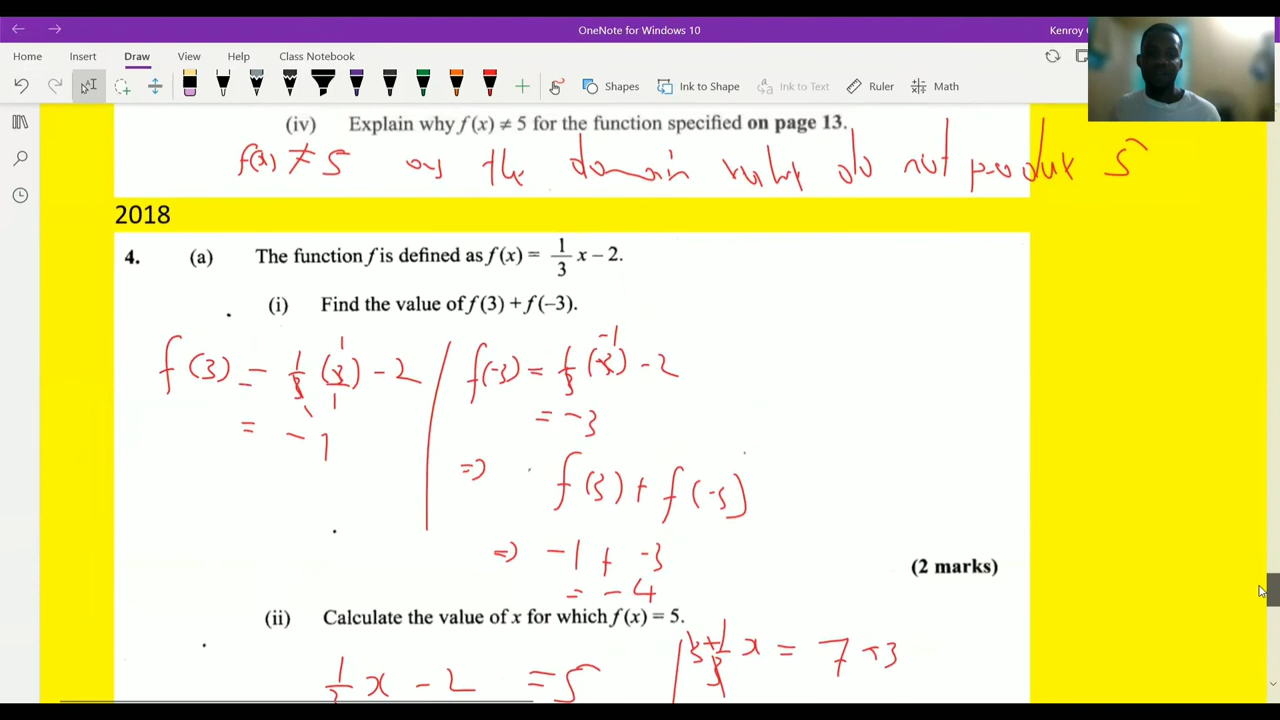 OneNote for Windows 10
Kenroy
Home Insert Draw View Help Class Notebook
Shapes Ink to Shape Ink to Text Ruler Math
(iv) Explain why f(x) ≠ 5 for the function specified on page 13.
f(x) ≠ 5 as the domain do not 5
2018
4. (a) The function f is defined as f(x) = 1/3 x – 2.
(i) Find the value of f(3) + f(–3).
f(3) = 1/3 (3) - 2 f(-3) = 1/3 (-3) - 2
= -1 = -3
=> f(3) + f(-3)
=> -1 + -3
= -4
(2 marks)
(ii) Calculate the value of x for which f(x) = 5.
1/3 x - 2 = 5 3 × 1/3 x = 7 × 3